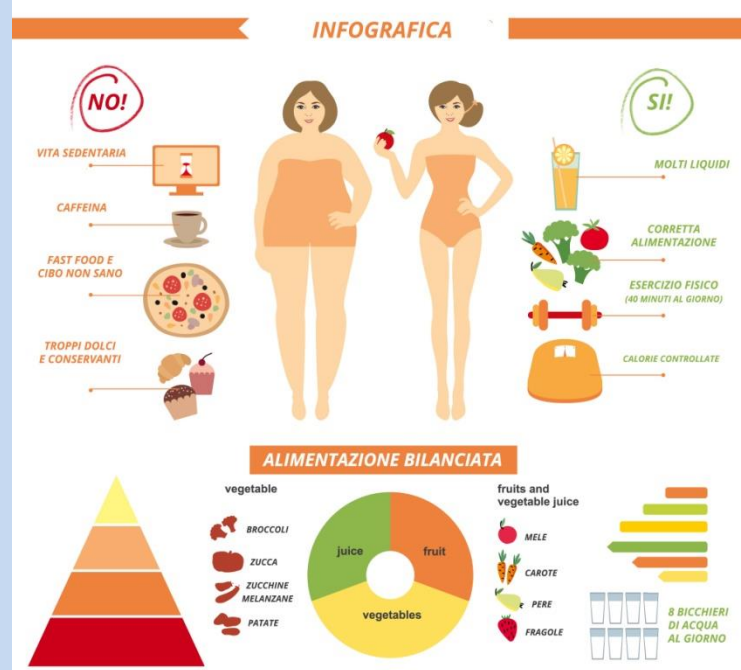 INFOGRAFICA
NO!
VITA SEDENTARIA
CAFFEINA
FAST FOOD E
CIBO NON SANO
TROPPI DOLCI
E CONSERVANTI
SI!
MOLTI LIQUIDI
CORRETTA
ALIMENTAZIONE
ESERCIZIO FISICO
(40 MINUTI AL GIORNO)
CALORIE CONTROLLATE
ALIMENTAZIONE BILANCIATA
vegetable
BROCCOLI
ZUCCA
ZUCCHINE
MELANZANE
PATATE
juice
fruit
vegetables
fruits and
vegetable juice
MELE
CAROTE
PERE
FRAGOLE
8 BICCHIERI
DI ACQUA
AL GIORNO